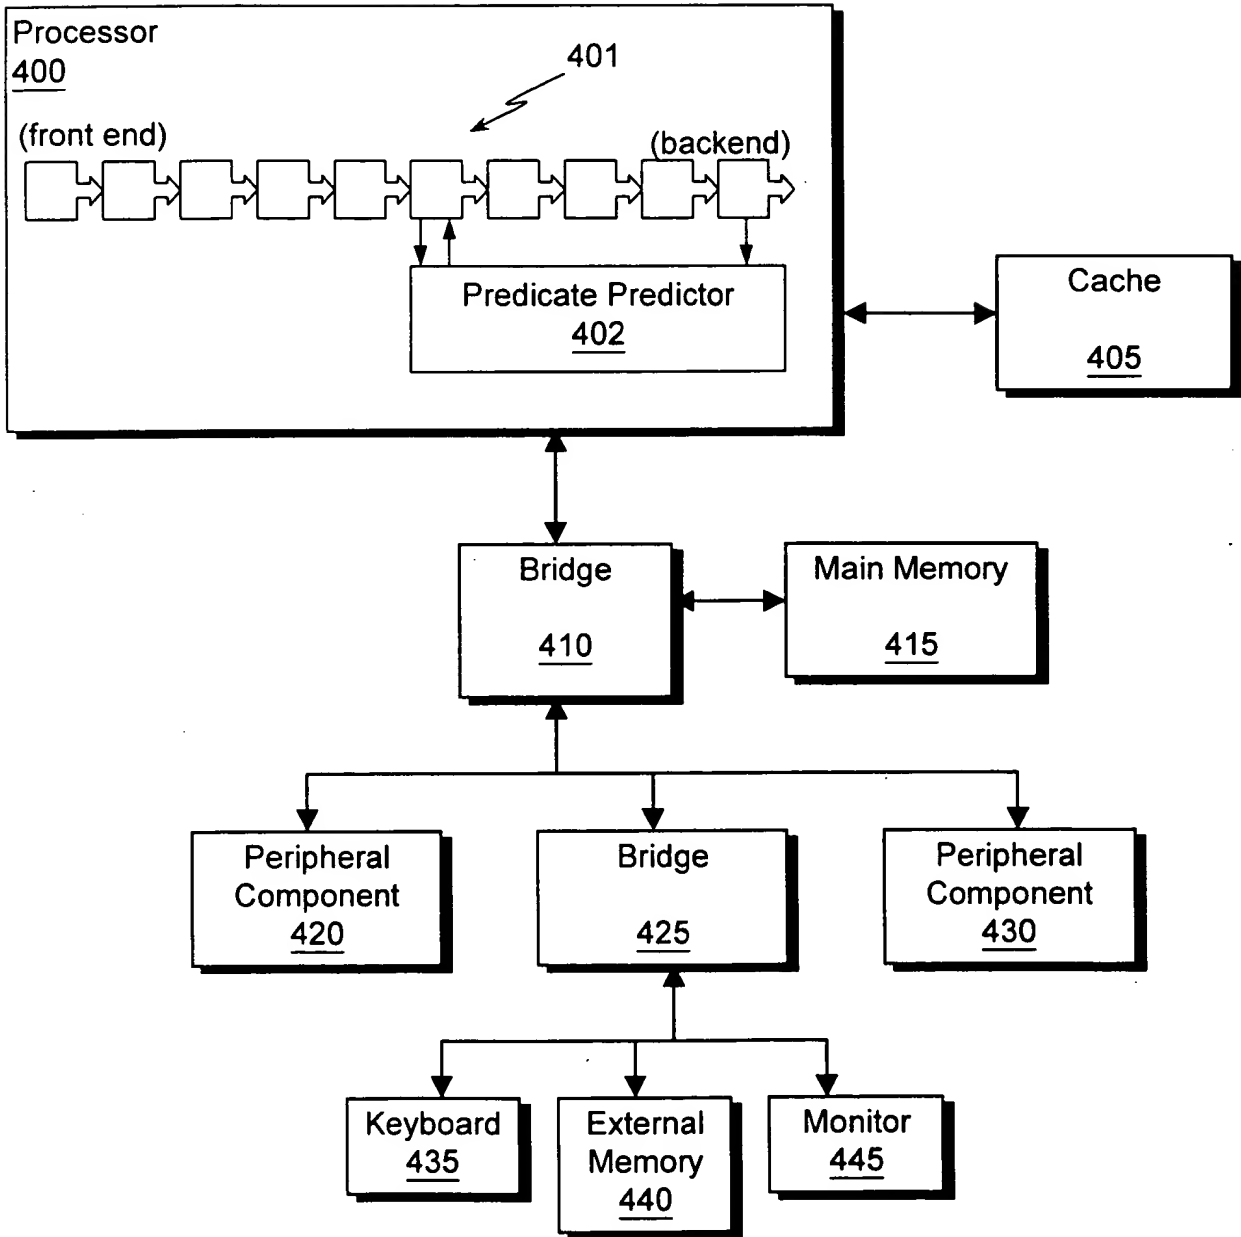 Processor
400
401
(front end)
(backend)
Predicate Predictor
402
Cache
405
Bridge
410
Main Memory
415
Peripheral
Component
420
Bridge
425
Peripheral
Component
430
Keyboard
435
External
Memory
440
Monitor
445